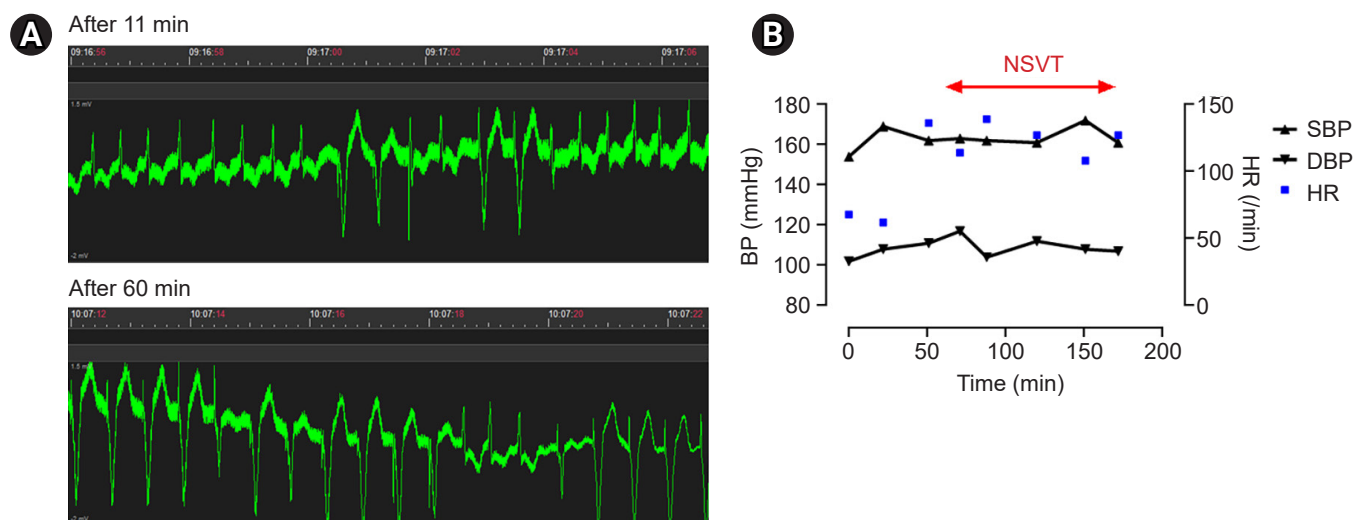 A
After 11 min
09:16:56 09:16:58 09:17:00 09:17:02 09:17:04 09:17:06
1.5 mV
-2 mV
After 60 min
10:07:12 10:07:14 10:07:16 10:07:18 10:07:20 10:07:22
1.5 mV
-2 mV
B
NSVT
BP (mmHg)
180
160
140
120
100
80
150
100
50
0
HR (/min)
0 50 100 150 200
Time (min)
SBP
DBP
HR